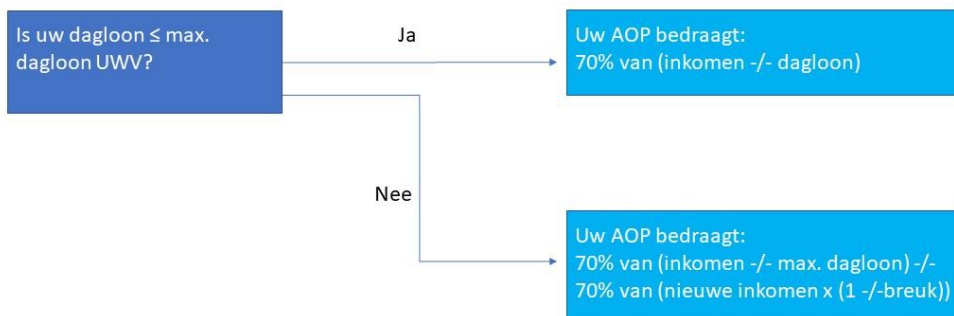 Is uw dagloon ≤ max.
dagloon UWV?
Ja
Uw AOP bedraagt:
70% van (inkomen -/- dagloon)
Nee
Uw AOP bedraagt:
70% van (inkomen -/- max. dagloon) -/-
70% van (nieuwe inkomen x (1 -/-breuk))